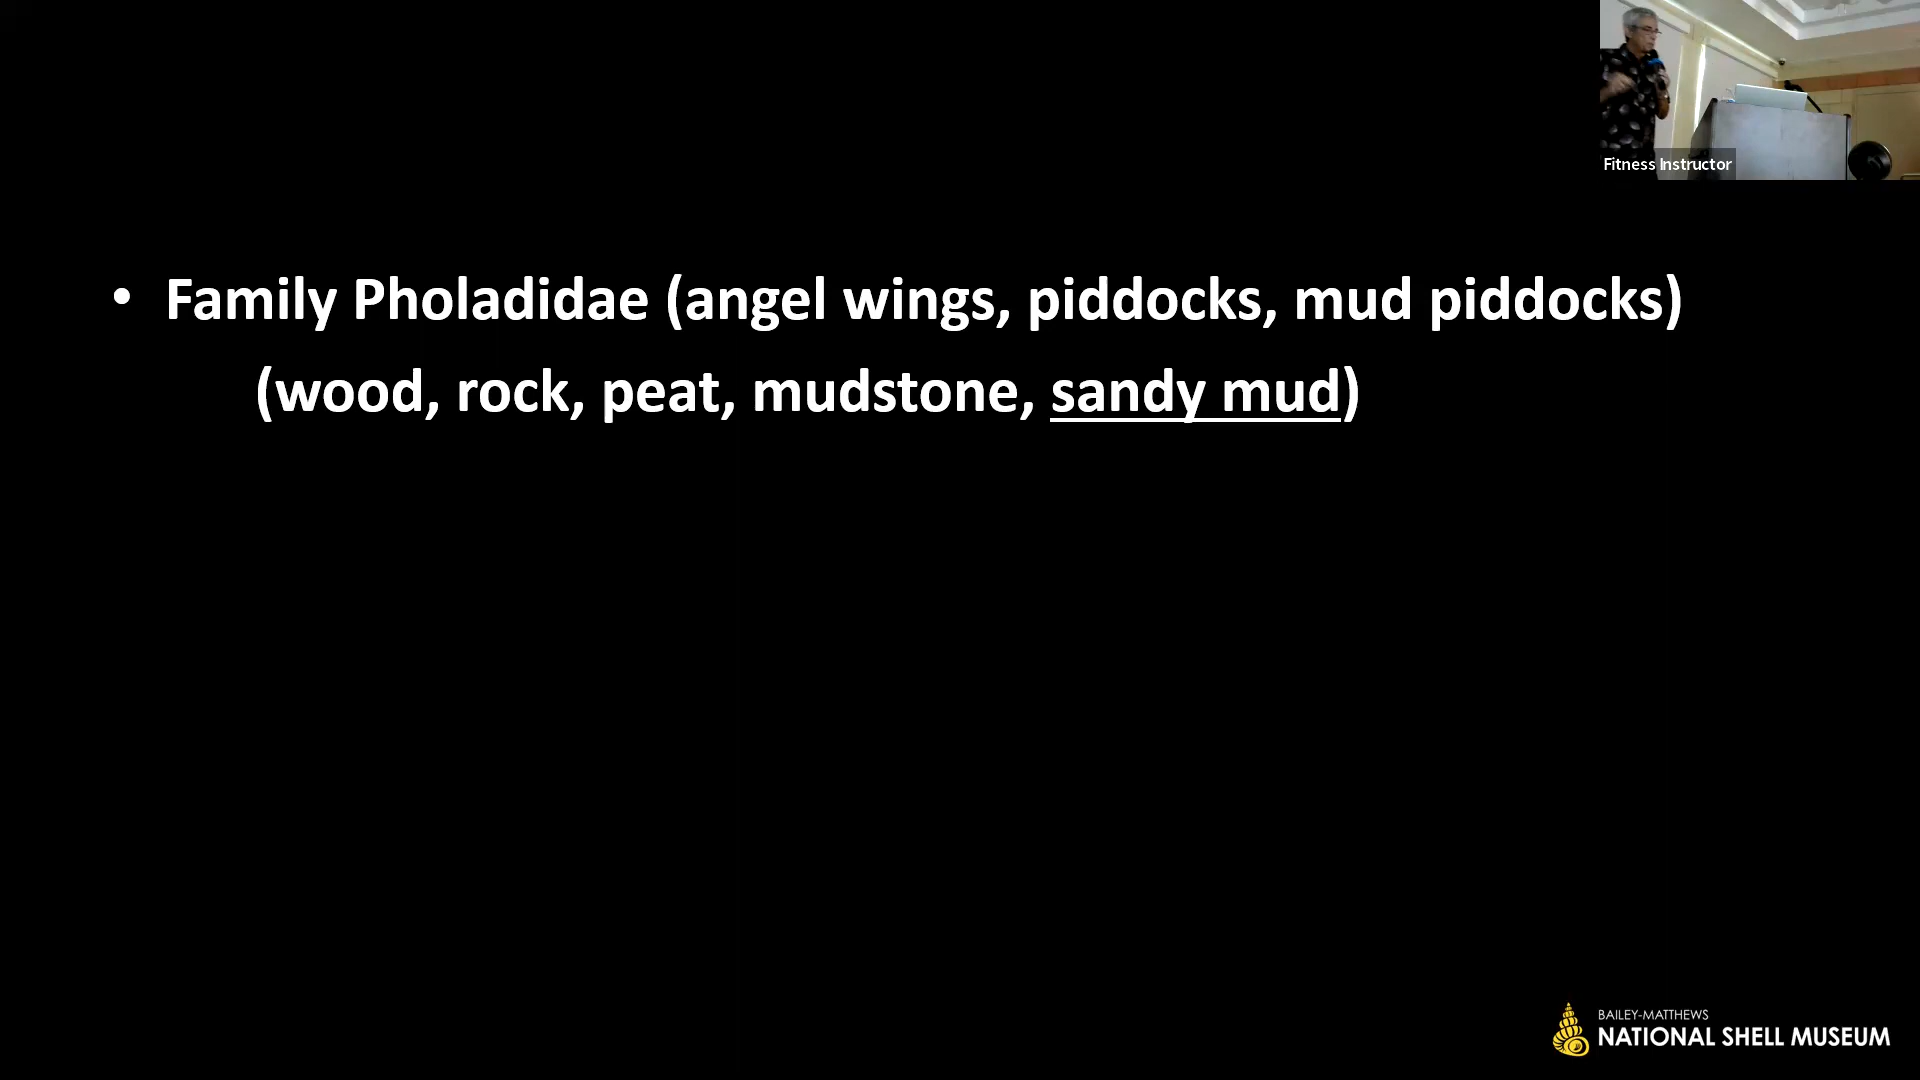 Fitness Instructor
• Family Pholadidae (angel wings, piddocks, mud piddocks)
(wood, rock, peat, mudstone, sandy mud)
BAILEY-MATTHEWS
NATIONAL SHELL MUSEUM